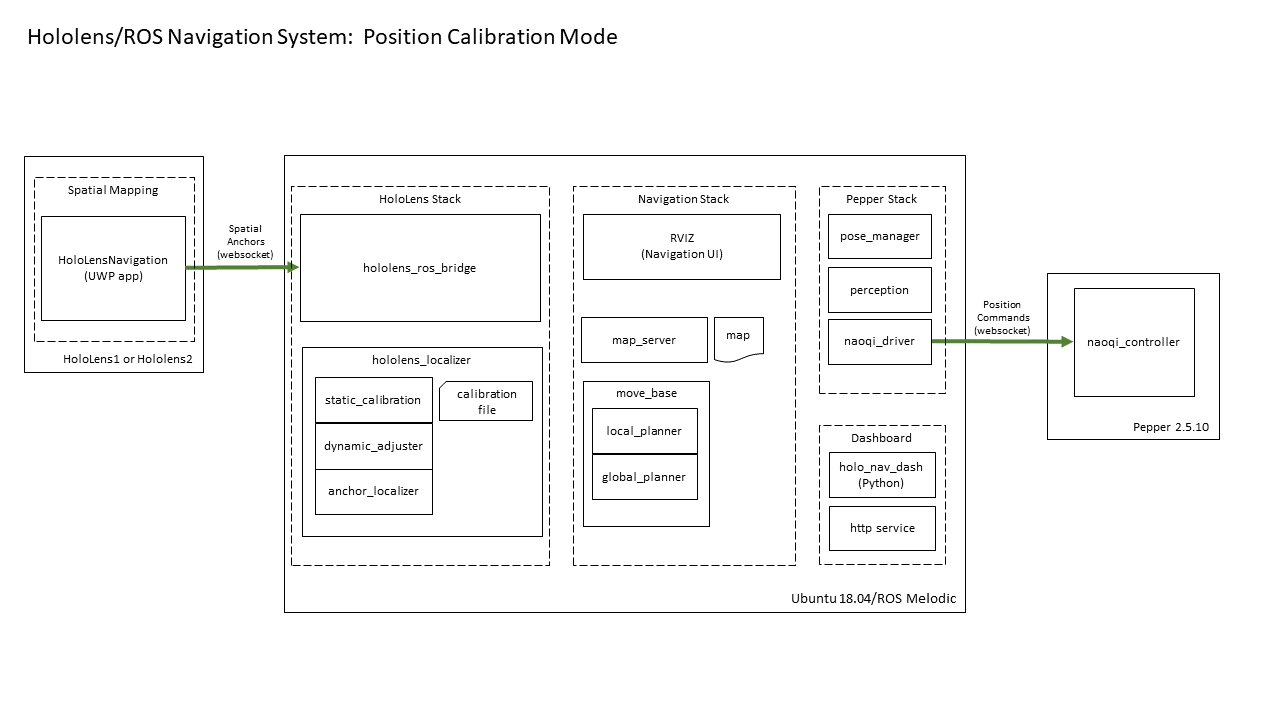 Hololens/ROS Navigation System:  Position Calibration Mode
Spatial Mapping
HoloLensNavigation
(UWP app)
HoloLens1 or Hololens2
Spatial
Anchors
(websocket)
HoloLens Stack
hololens_ros_bridge
hololens_localizer
static_calibration
calibration
file
dynamic_adjuster
anchor_localizer
Navigation Stack
RVIZ
(Navigation UI)
map_server
map
move_base
local_planner
global_planner
Pepper Stack
pose_manager
perception
naoqi_driver
Dashboard
holo_nav_dash
(Python)
http service
Ubuntu 18.04/ROS Melodic
Position
Commands
(websocket)
naoqi_controller
Pepper 2.5.10